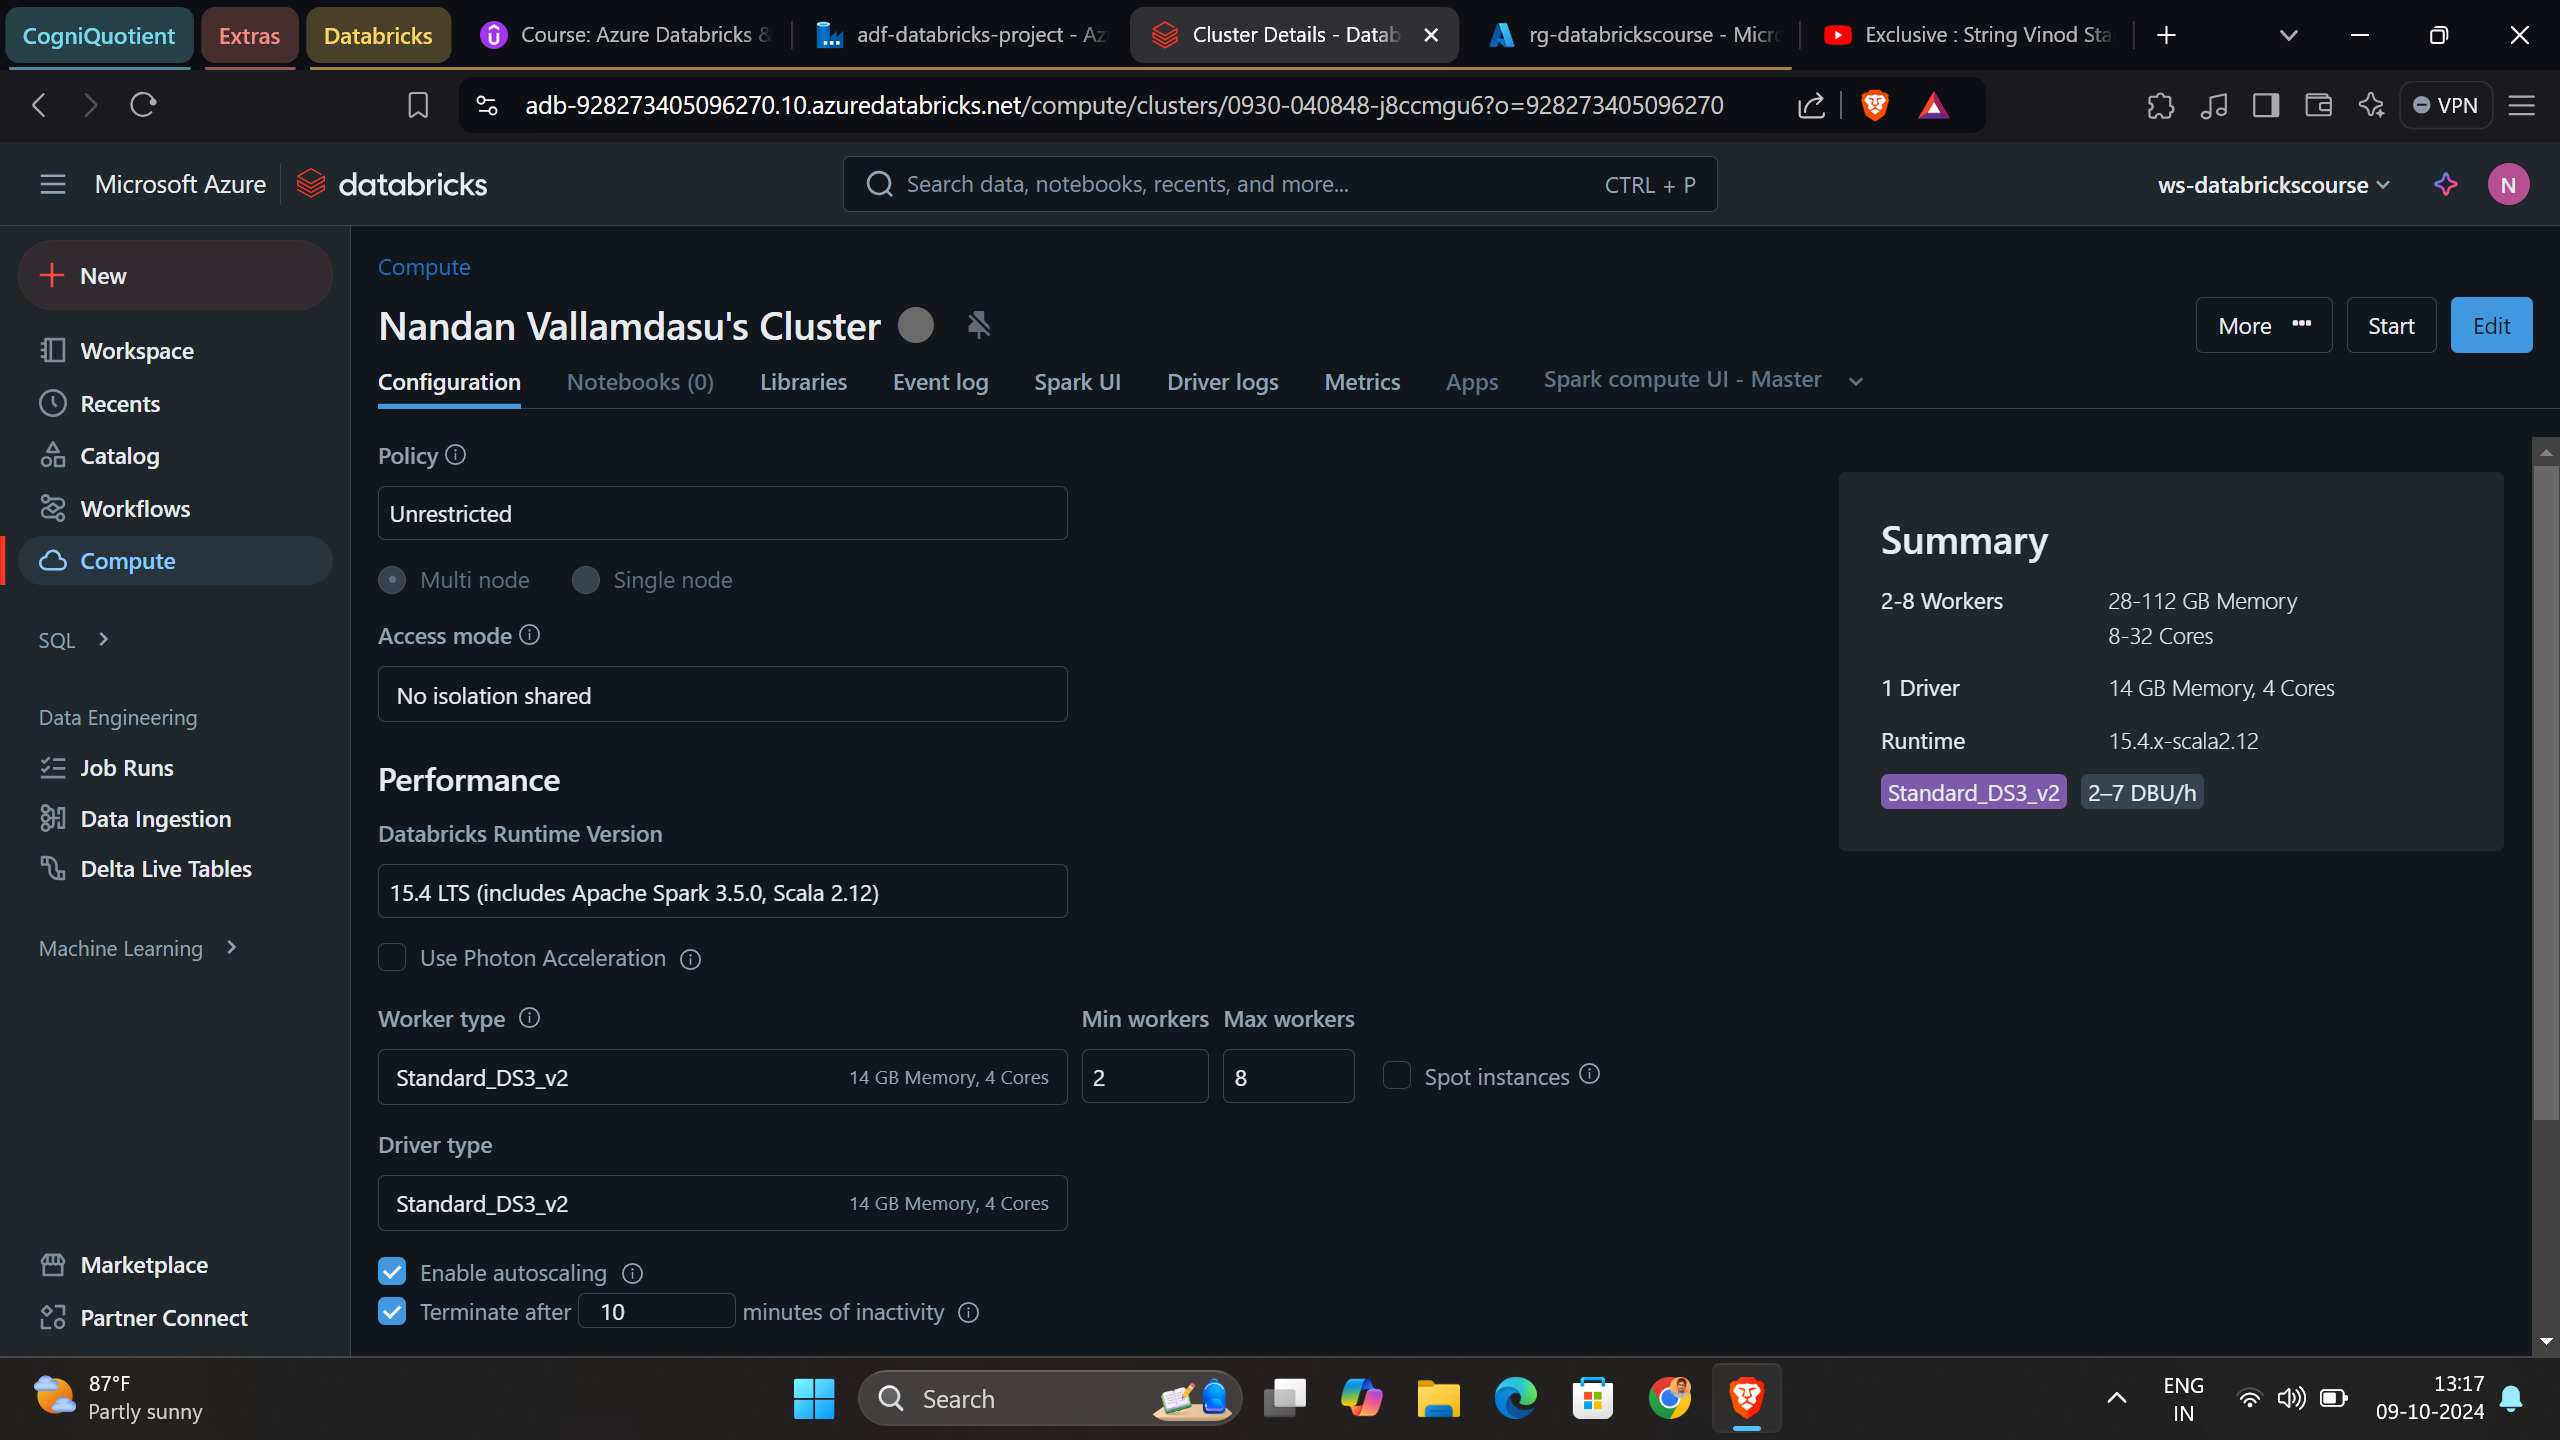 CogniQuotient
Extras
Databricks
Course: Azure Databricks &
adf-databricks-project - Az
Cluster Details - Datab
rg-databrickscourse - Micro
Exclusive : String Vinod Sta
adb-928273405096270.10.azuredatabricks.net/compute/clusters/0930-040848-j8ccmgu6?o=928273405096270
VPN
Microsoft Azure
databricks
Search data, notebooks, recents, and more...
CTRL + P
ws-databrickscourse
N
New
Workspace
Recents
Catalog
Workflows
Compute
SQL
Data Engineering
Job Runs
Data Ingestion
Delta Live Tables
Machine Learning
Marketplace
Partner Connect
Compute
Nandan Vallamdasu's Cluster
More
Start
Edit
Configuration
Notebooks (0)
Libraries
Event log
Spark UI
Driver logs
Metrics
Apps
Spark compute UI - Master
Policy
Unrestricted
Multi node
Single node
Access mode
No isolation shared
Performance
Databricks Runtime Version
15.4 LTS (includes Apache Spark 3.5.0, Scala 2.12)
Use Photon Acceleration
Worker type
Min workers
Max workers
Standard_DS3_v2
14 GB Memory, 4 Cores
2
8
Spot instances
Driver type
Standard_DS3_v2
14 GB Memory, 4 Cores
Enable autoscaling
Terminate after 10 minutes of inactivity
Summary
2-8 Workers
28-112 GB Memory
8-32 Cores
1 Driver
14 GB Memory, 4 Cores
Runtime
15.4.x-scala2.12
Standard_DS3_v2
2–7 DBU/h
87°F
Partly sunny
Search
ENG
IN
13:17
09-10-2024